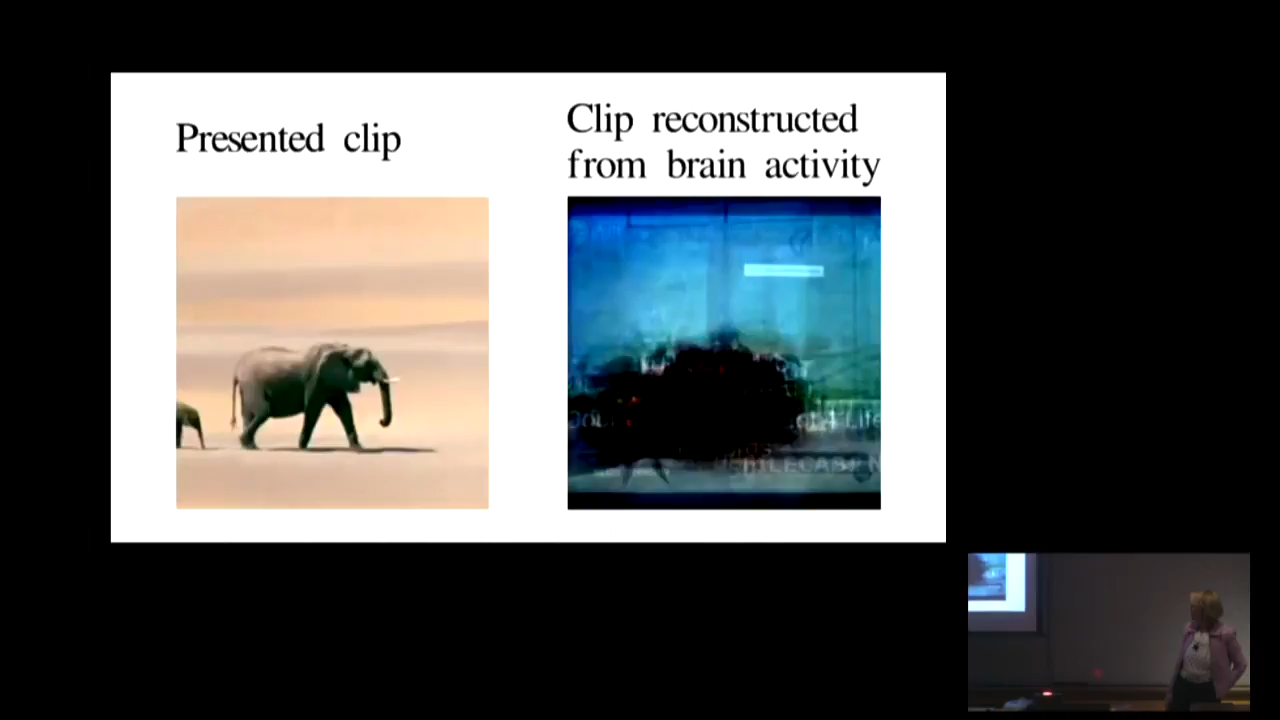 Presented clip
Clip reconstructed
from brain activity